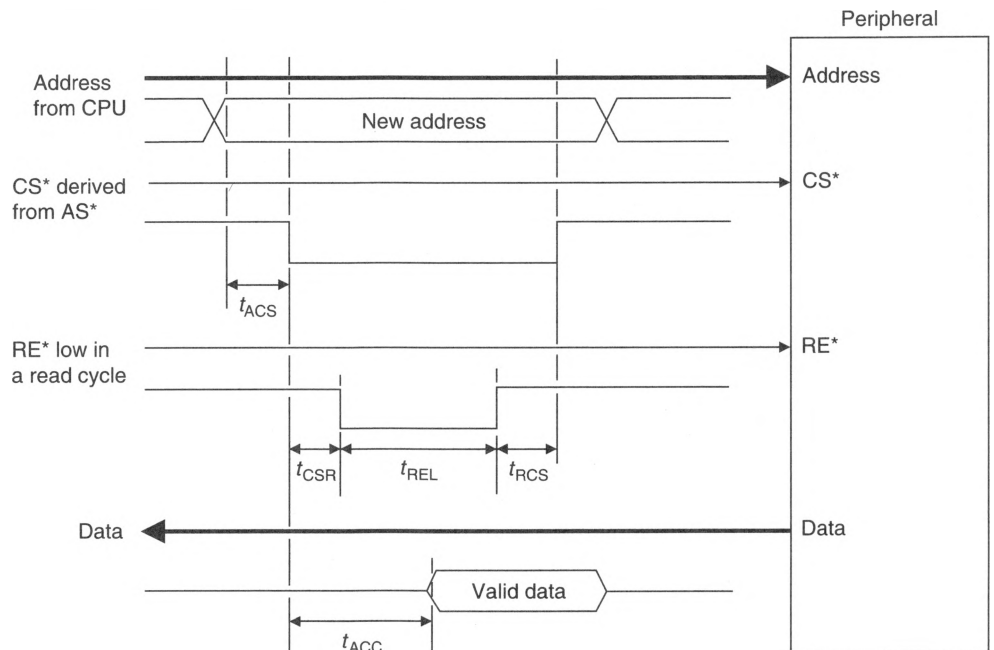 Peripheral
Address
from CPU
Address
New address
CS* derived
from AS*
CS*
tACS
RE* low in
a read cycle
RE*
tCSR
tREL
tRCS
Data
Data
Valid data
tACC